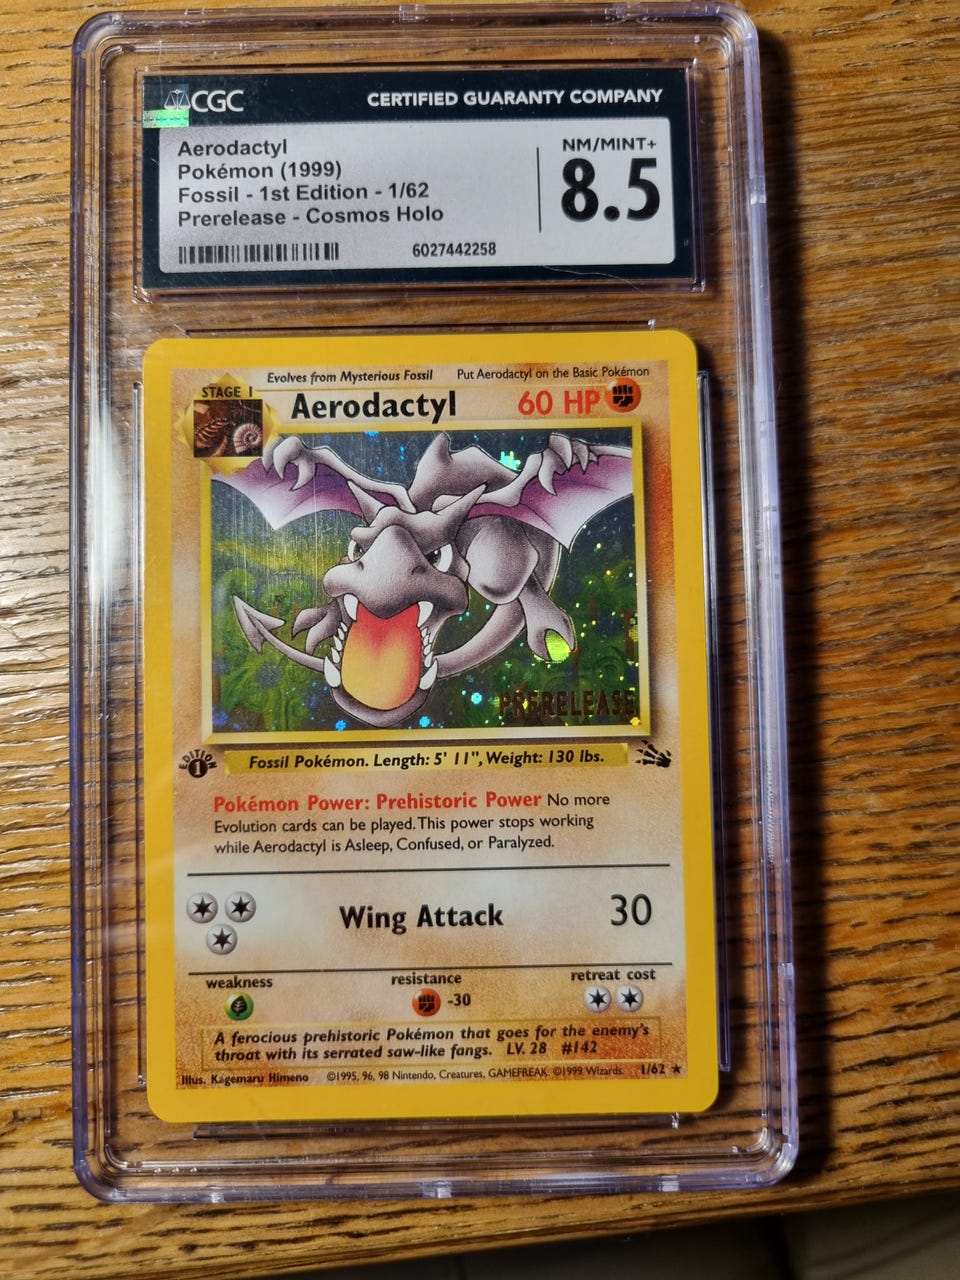 CGC CERTIFIED GUARANTY COMPANY
Aerodactyl
Pokémon (1999)
Fossil - 1st Edition - 1/62
Prerelease - Cosmos Holo
NM/MINT+
8.5
6027442258
STAGE 1
Evolves from Mysterious Fossil Put Aerodactyl on the Basic Pokémon
Aerodactyl 60 HP
PRERELEASE
EDITION
1
Fossil Pokémon. Length: 5' 11", Weight: 130 lbs.
Pokémon Power: Prehistoric Power No more
Evolution cards can be played. This power stops working
while Aerodactyl is Asleep, Confused, or Paralyzed.
Wing Attack 30
weakness resistance retreat cost
-30
A ferocious prehistoric Pokémon that goes for the enemy's
throat with its serrated saw-like fangs. LV. 28 #142
Illus. Kagemaru Himeno ©1995, 96, 98 Nintendo, Creatures, GAMEFREAK. ©1999 Wizards. 1/62 ★